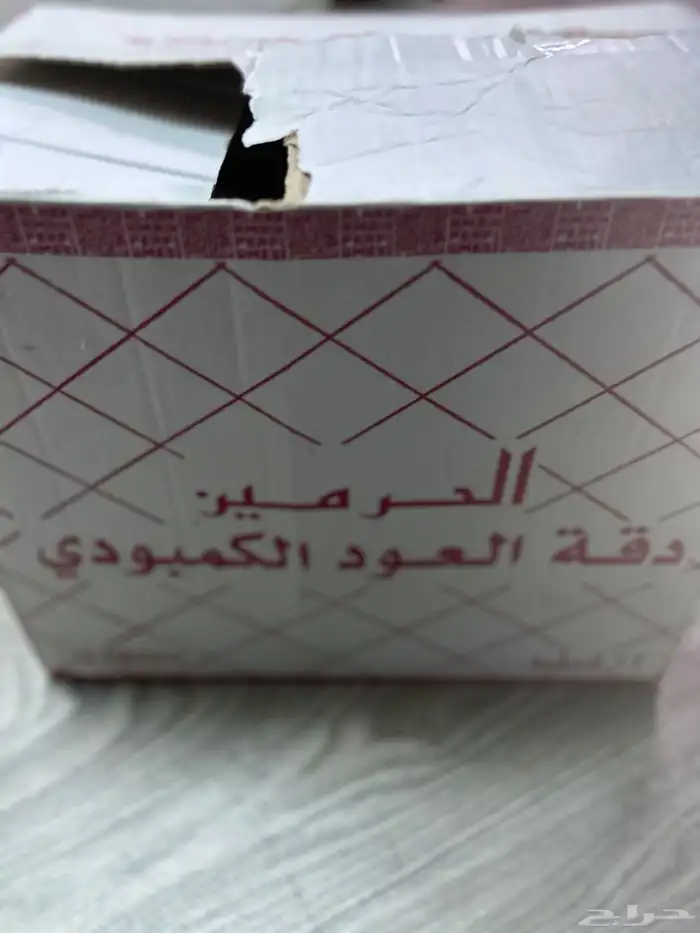 الحرمين
دقة العود الكمبودي
حراج